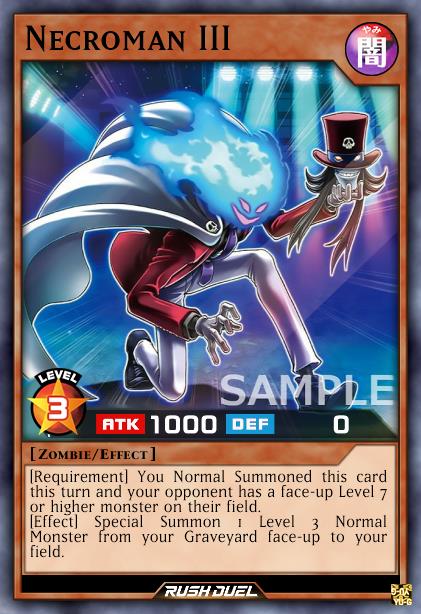 Necroman III
やみ
闇
SAMPLE
LEVEL
3
ATK 1000 DEF 0
[Zombie/Effect]
[Requirement] You Normal Summoned this card
this turn and your opponent has a face-up Level 7
or higher monster on their field.
[Effect] Special Summon 1 Level 3 Normal
Monster from your Graveyard face-up to your
field.
RUSH DUEL